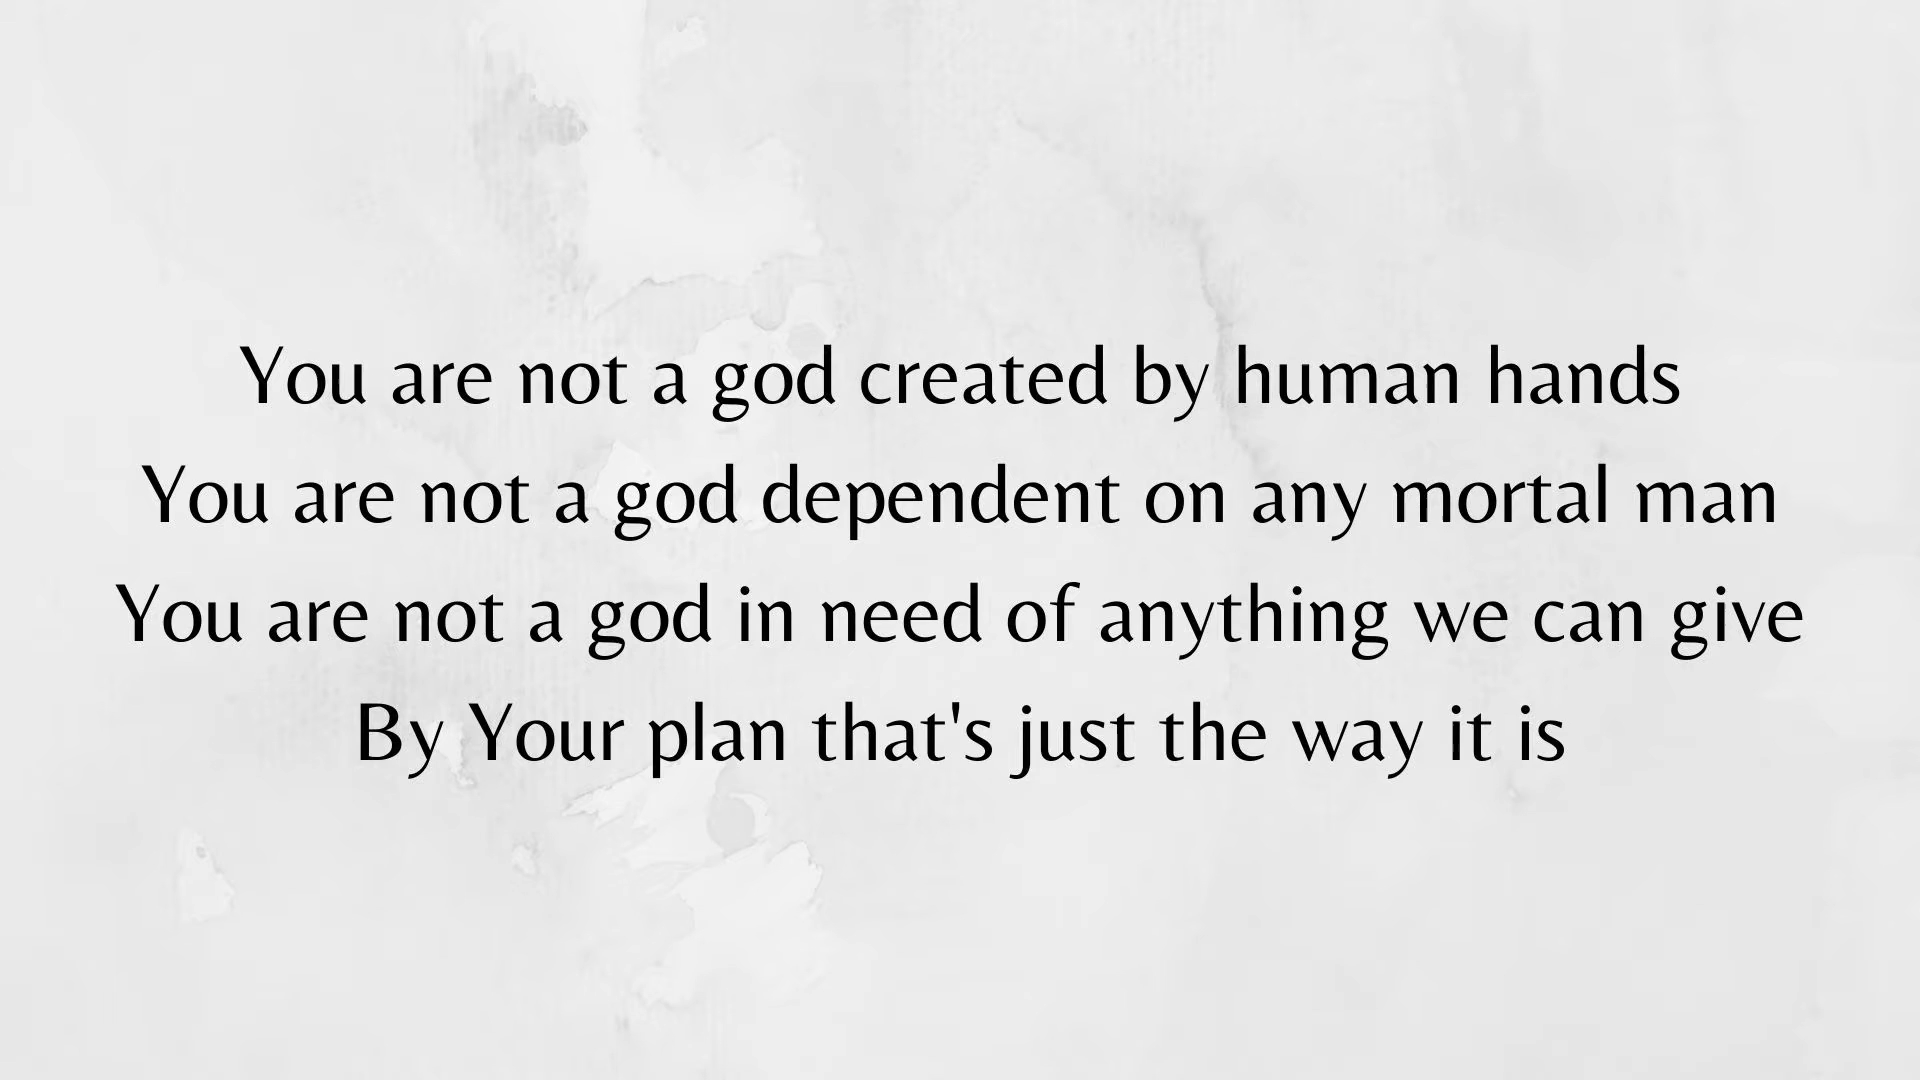 You are not a god created by human hands
You are not a god dependent on any mortal man
You are not a god in need of anything we can give
By Your plan that's just the way it is